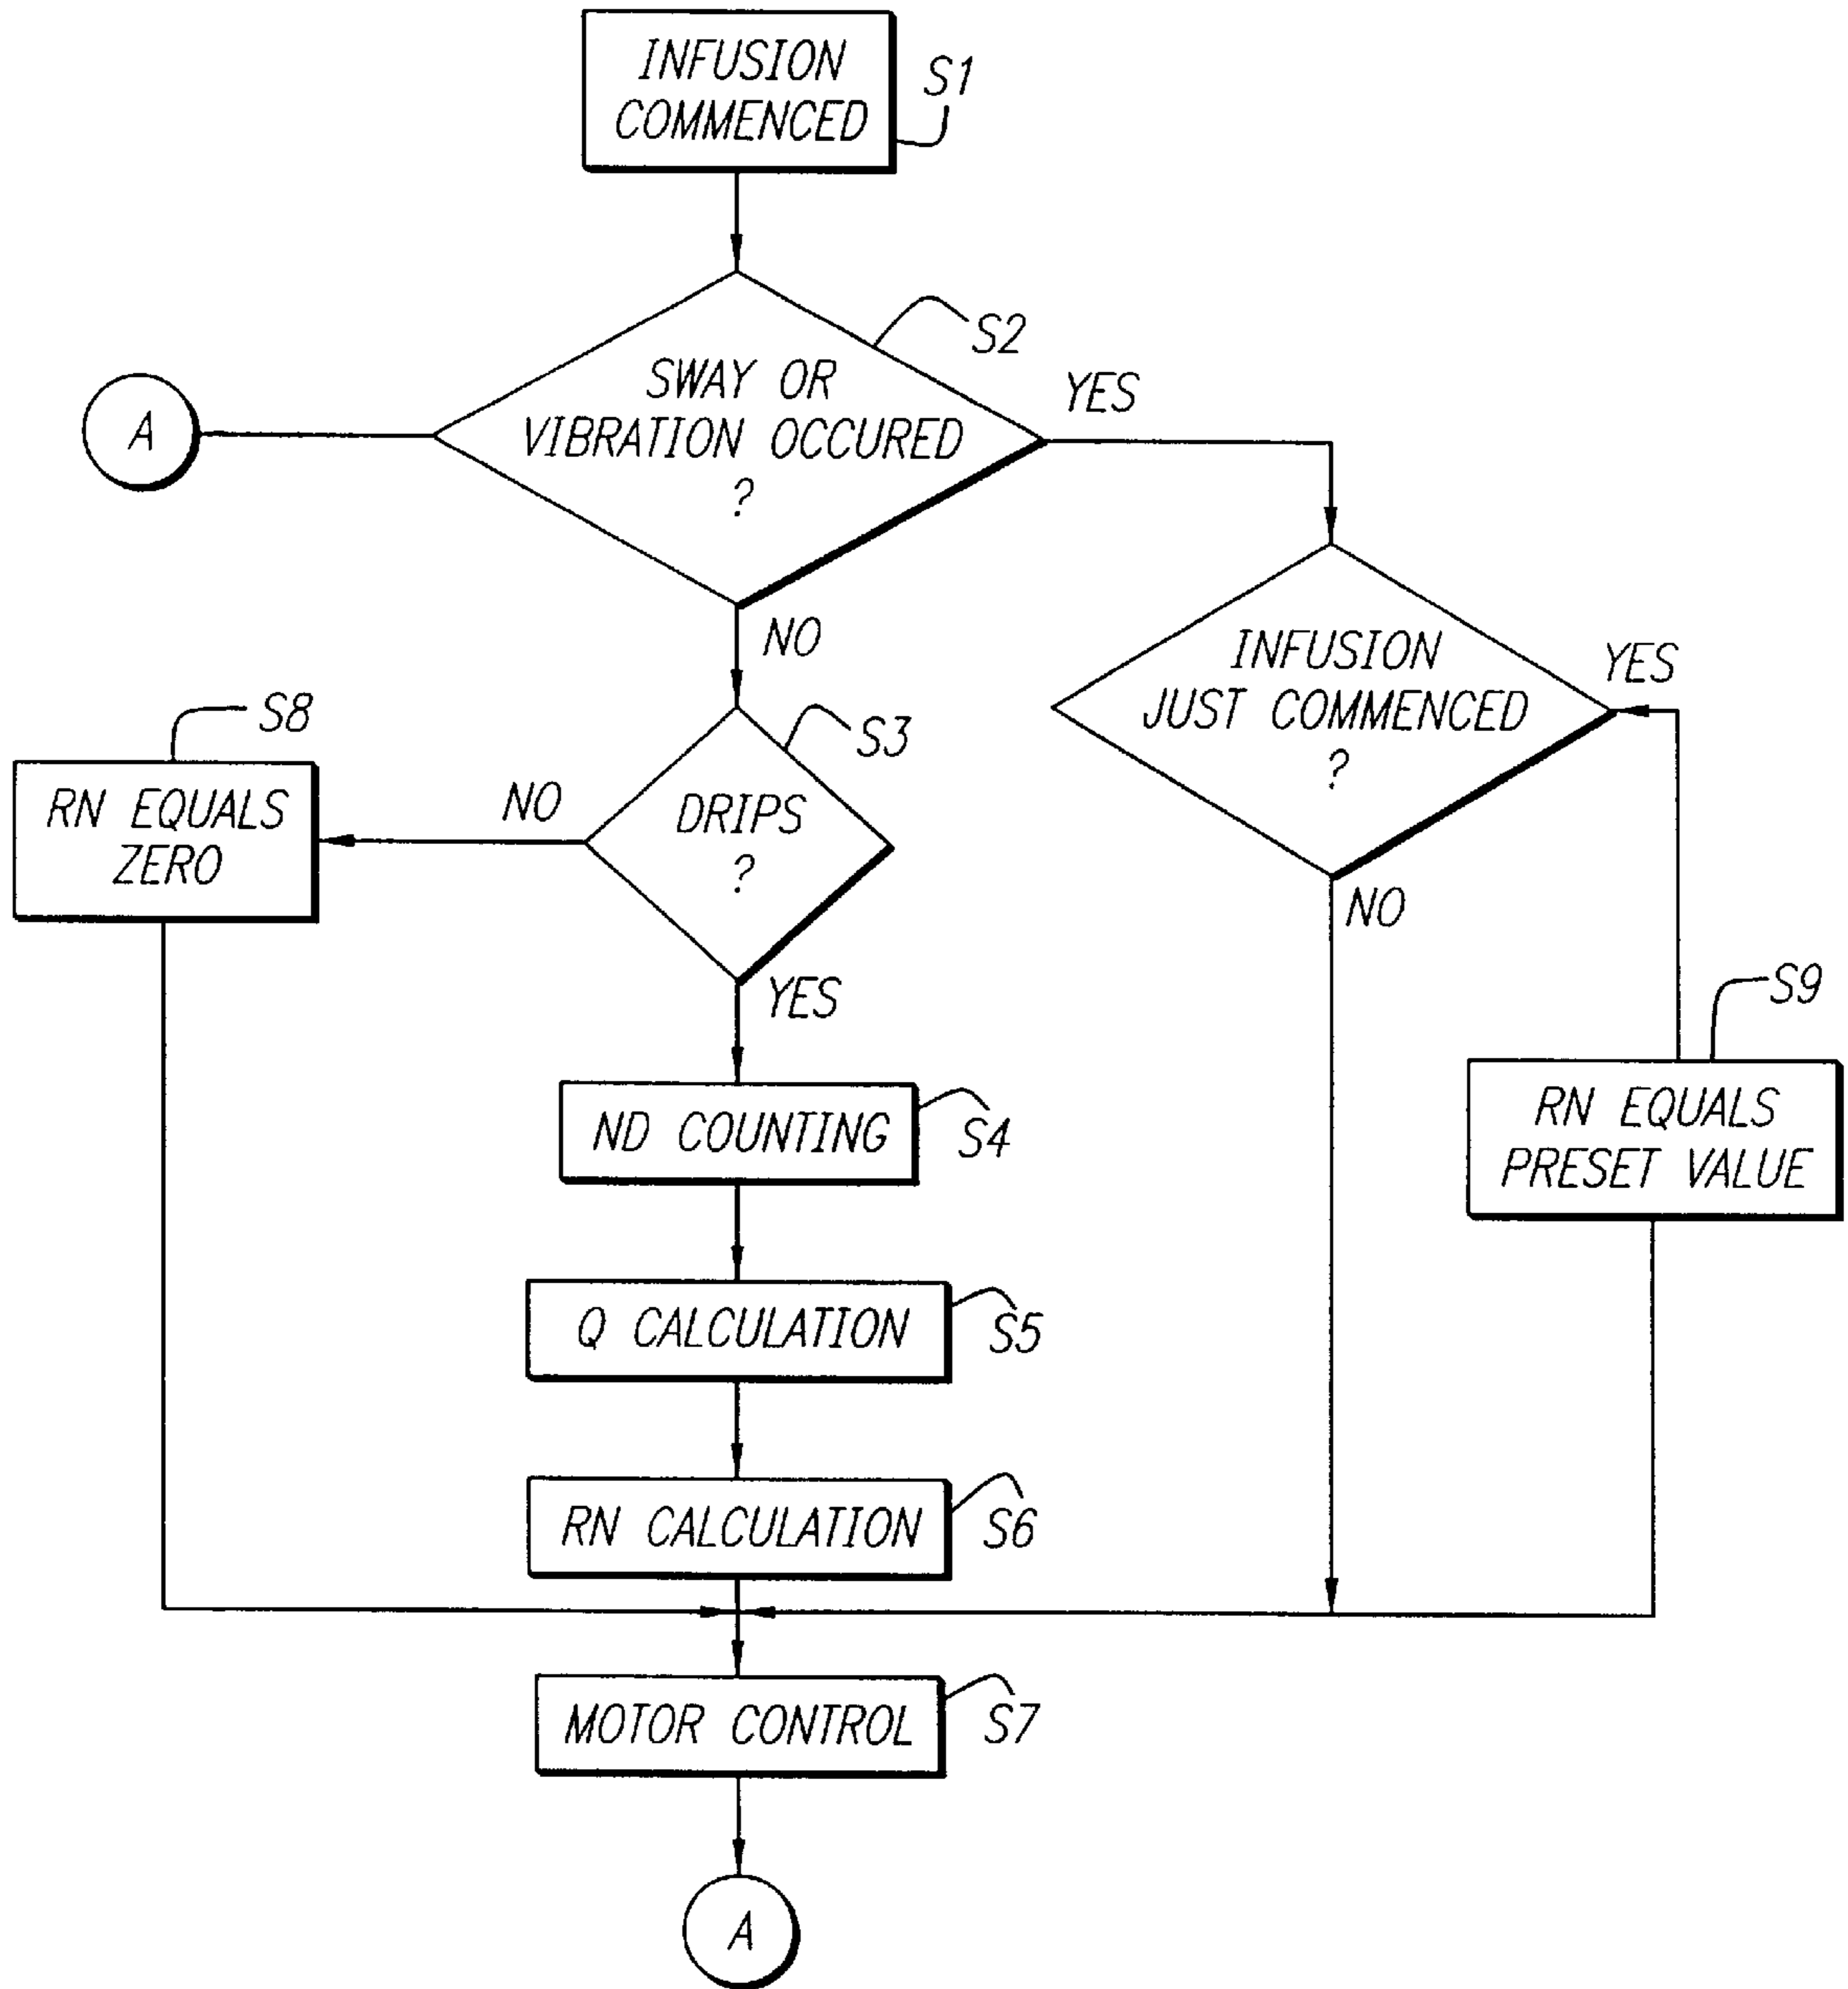 INFUSION
COMMENCED
S1
S2
SWAY OR
VIBRATION OCCURED
?
YES
A
NO
INFUSION
JUST COMMENCED
?
YES
NO
S8
RN EQUALS
ZERO
NO
S3
DRIPS
?
YES
S9
RN EQUALS
PRESET VALUE
ND COUNTING
S4
Q CALCULATION
S5
RN CALCULATION
S6
MOTOR CONTROL
S7
A